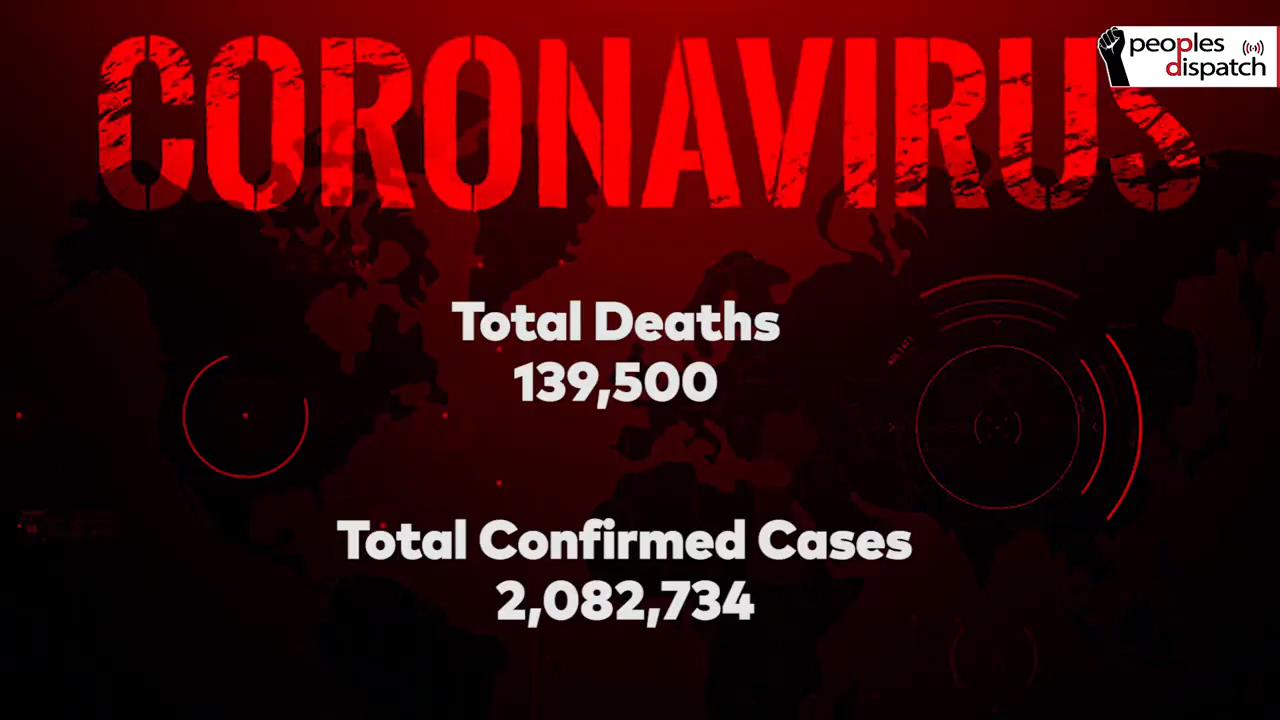 CORONAVIRUS
peoples
dispatch
Total Deaths
139,500
Total Confirmed Cases
2,082,734